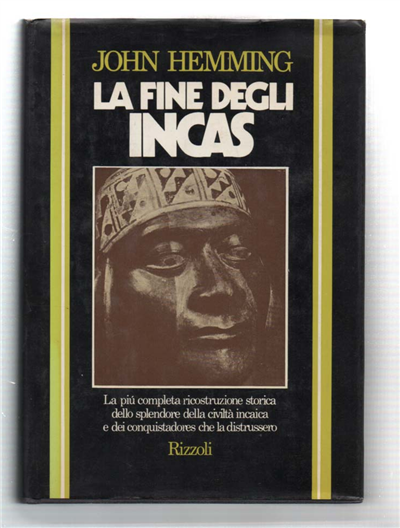 JOHN HEMMING
LA FINE DEGLI
INCAS
La piú completa ricostruzione storica
dello splendore della civiltà incaica
e dei conquistadores che la distrussero
Rizzoli